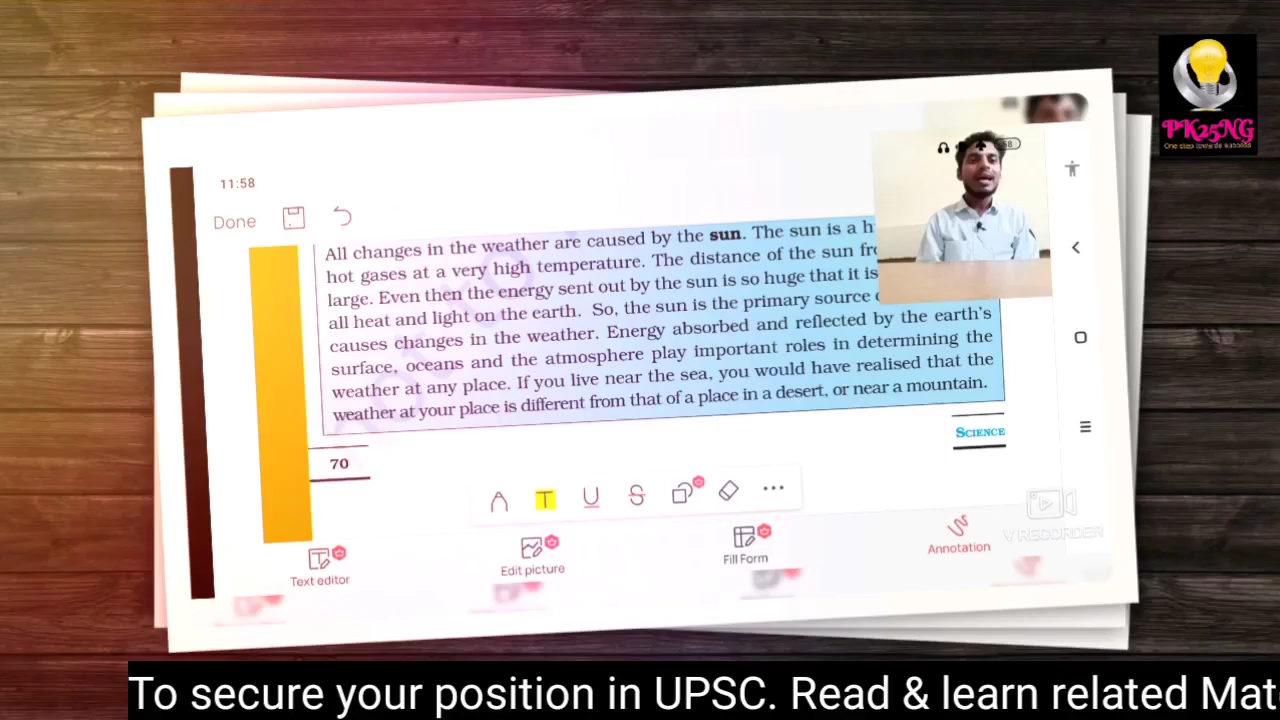 PK25NG
One step towards success
11:58
58
Done
All changes in the weather are caused by the sun. The sun is a h
hot gases at a very high temperature. The distance of the sun fr
large. Even then the energy sent out by the sun is so huge that it is
all heat and light on the earth. So, the sun is the primary source
causes changes in the weather. Energy absorbed and reflected by the earth's
surface, oceans and the atmosphere play important roles in determining the
weather at any place. If you live near the sea, you would have realised that the
weather at your place is different from that of a place in a desert, or near a mountain.
SCIENCE
70
V RECORDER
Text editor
Edit picture
Fill Form
Annotation
To secure your position in UPSC. Read & learn related Mat